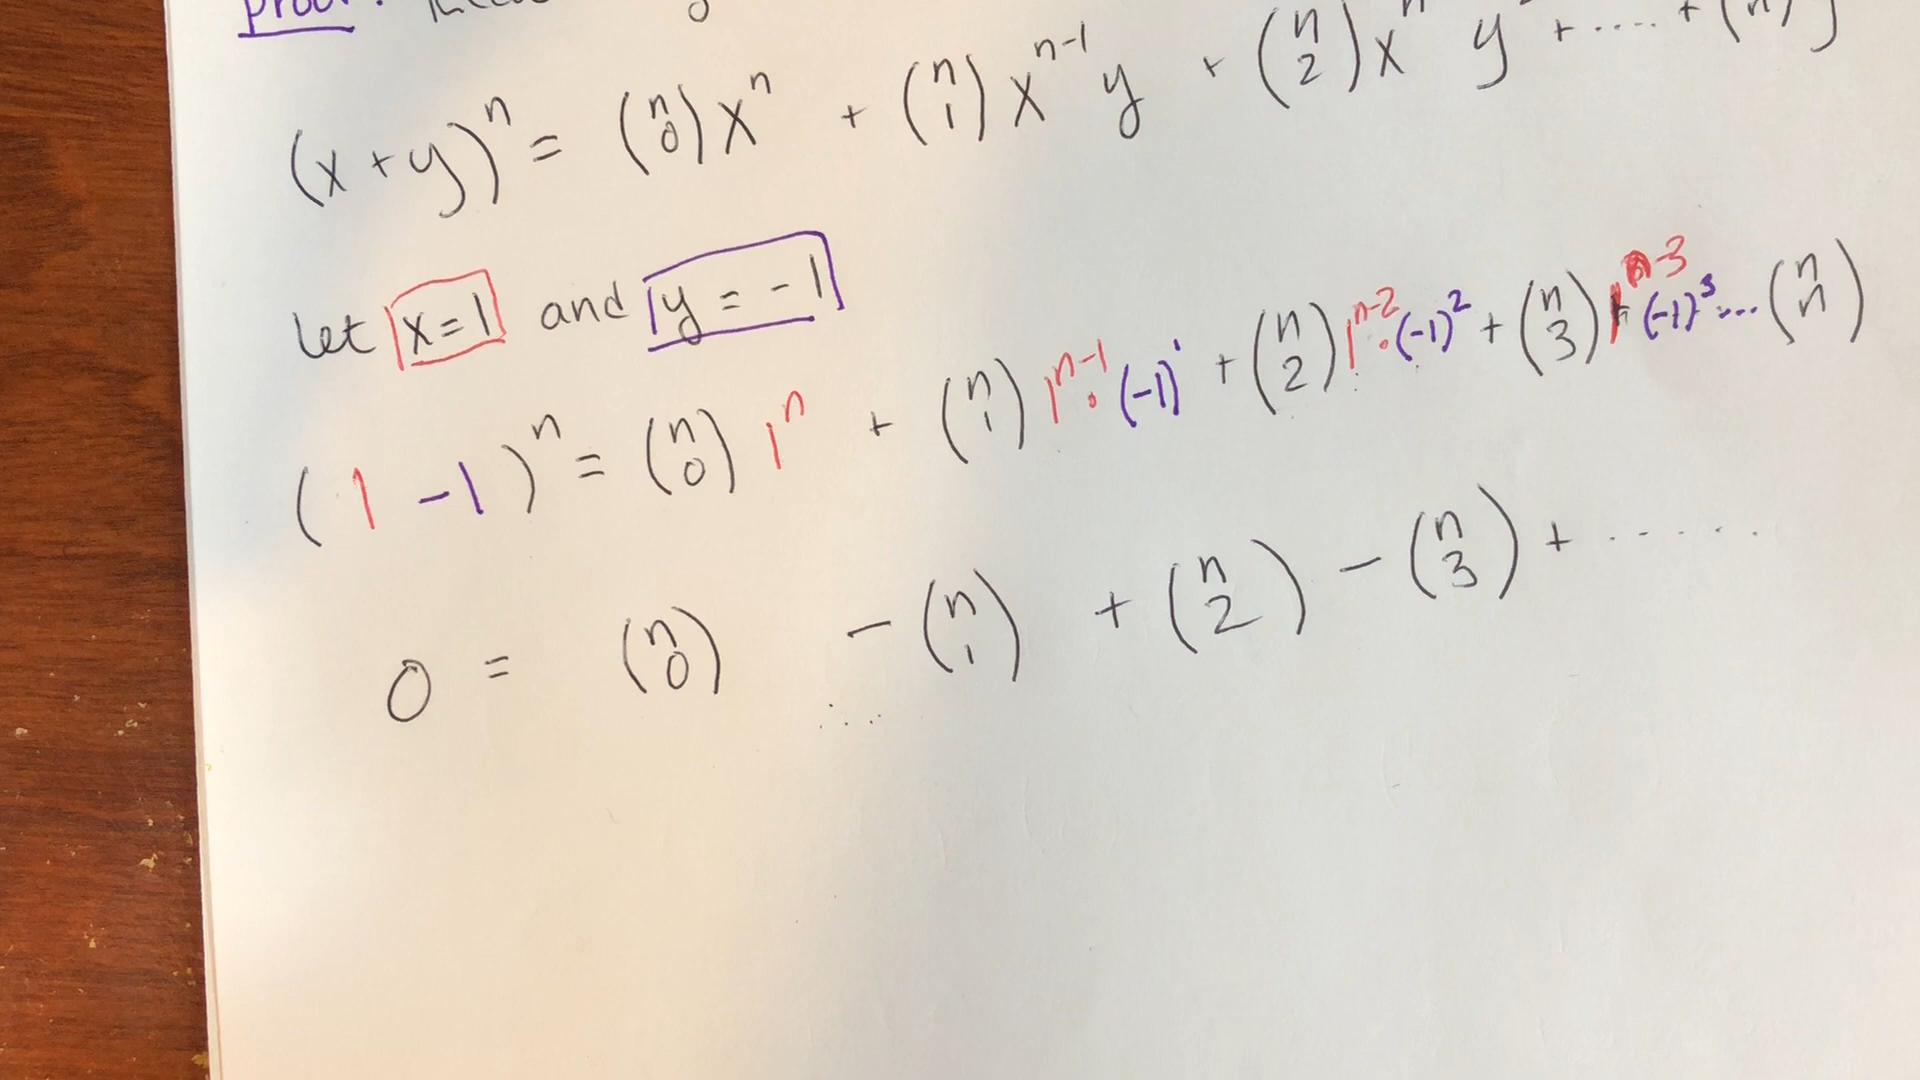 proof:
(x+y)^n = (n 0) x^n + (n 1) x^{n-1} y + (n 2) x^n y + ..... + (n
let x=1 and y = -1
(1 -1)^n = (n 0) 1^n + (n 1) 1^{n-1} · (-1)^1 + (n 2) 1^{n-2} · (-1)^2 + (n 3) 1^{n-3} (-1)^3 .... (n n)
0 = (n 0) - (n 1) + (n 2) - (n 3) + ......